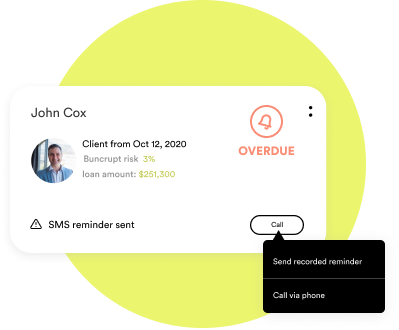 John Cox
Client from Oct 12, 2020
Buncrupt risk 3%
loan amount: $251,300
OVERDUE
SMS reminder sent
Call
Send recorded reminder
Call via phone